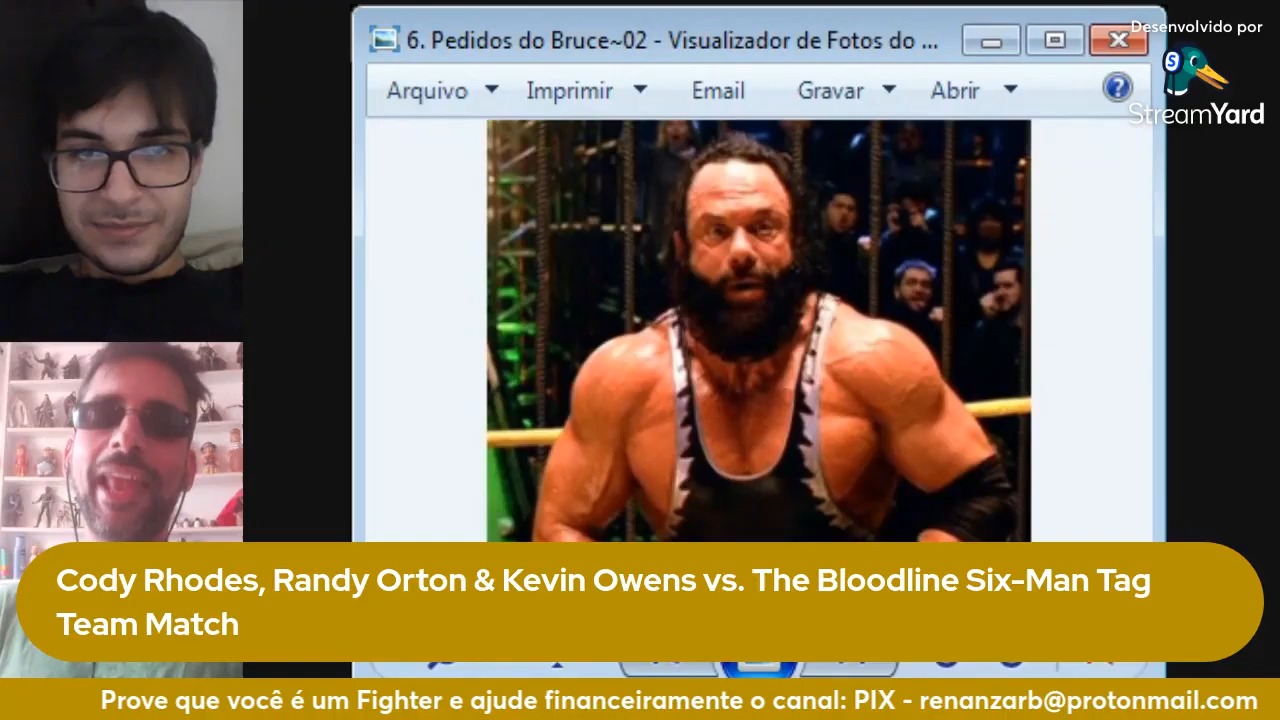 6. Pedidos do Bruce~02 - Visualizador de Fotos do ...
Desenvolvido por
Arquivo Imprimir Email Gravar Abrir
StreamYard
Cody Rhodes, Randy Orton & Kevin Owens vs. The Bloodline Six-Man Tag
Team Match
Prove que você é um Fighter e ajude financeiramente o canal: PIX - renanzarb@protonmail.com